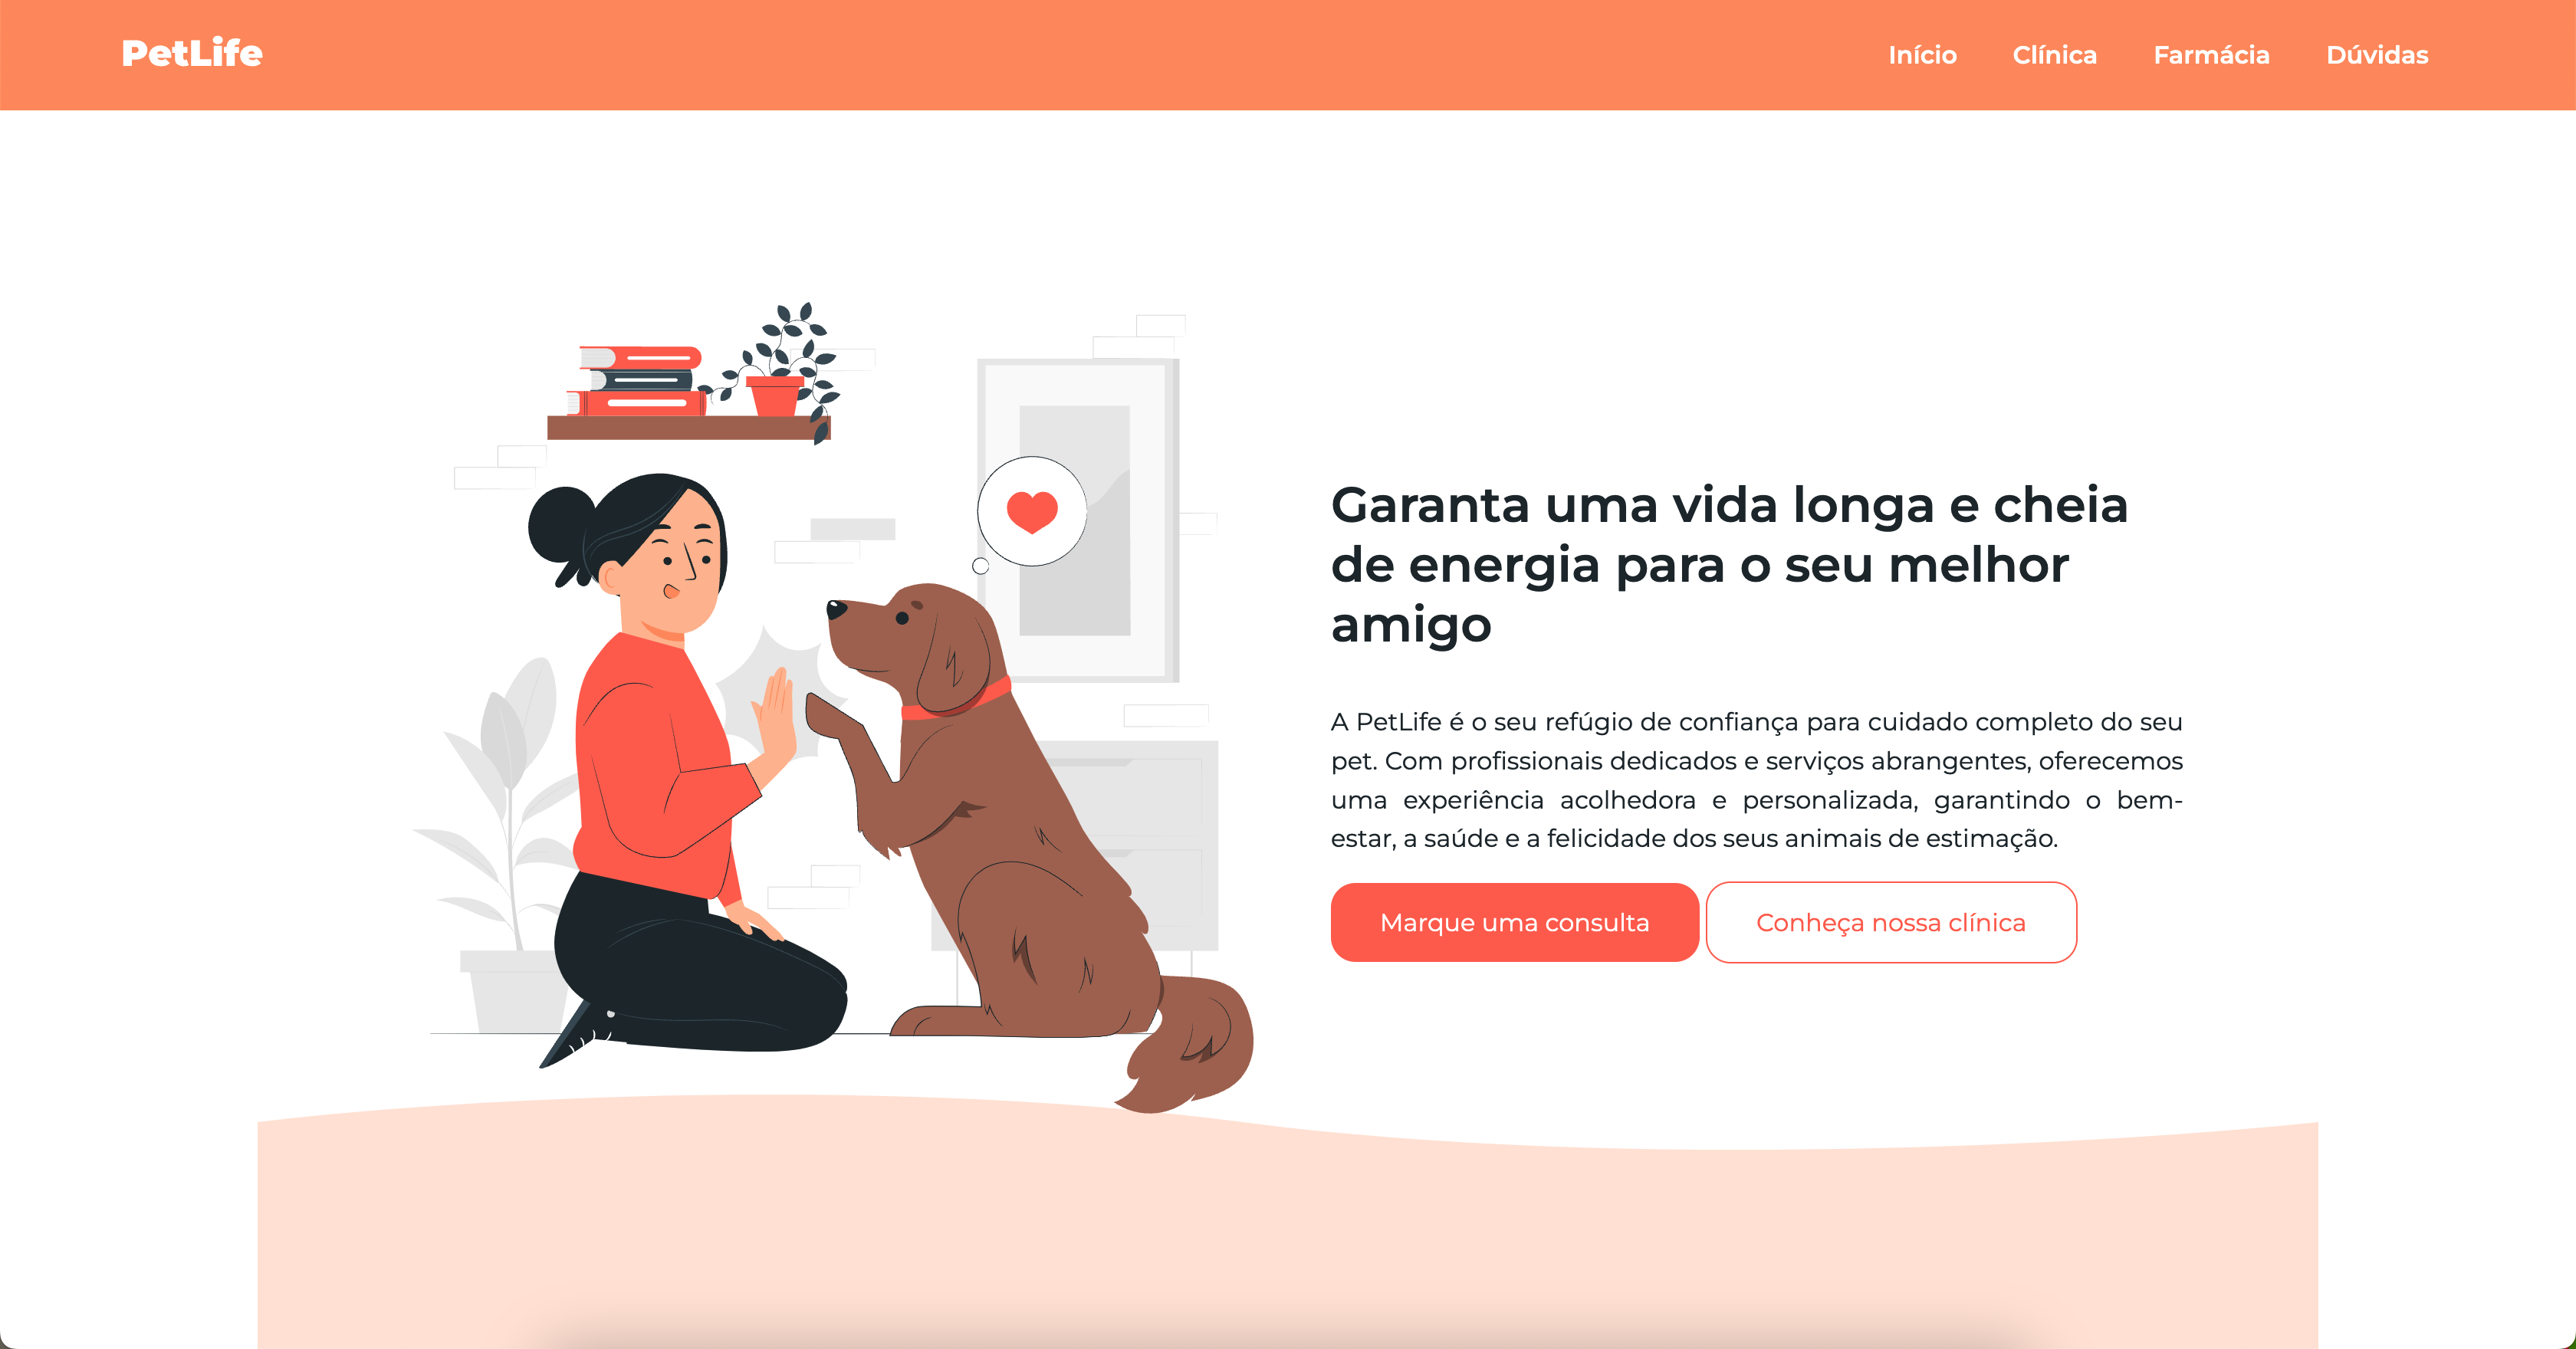 PetLife
Início
Clínica
Farmácia
Dúvidas
Garanta uma vida longa e cheia
de energia para o seu melhor
amigo
A PetLife é o seu refúgio de confiança para cuidado completo do seu
pet. Com profissionais dedicados e serviços abrangentes, oferecemos
uma experiência acolhedora e personalizada, garantindo o bem-
estar, a saúde e a felicidade dos seus animais de estimação.
Marque uma consulta
Conheça nossa clínica